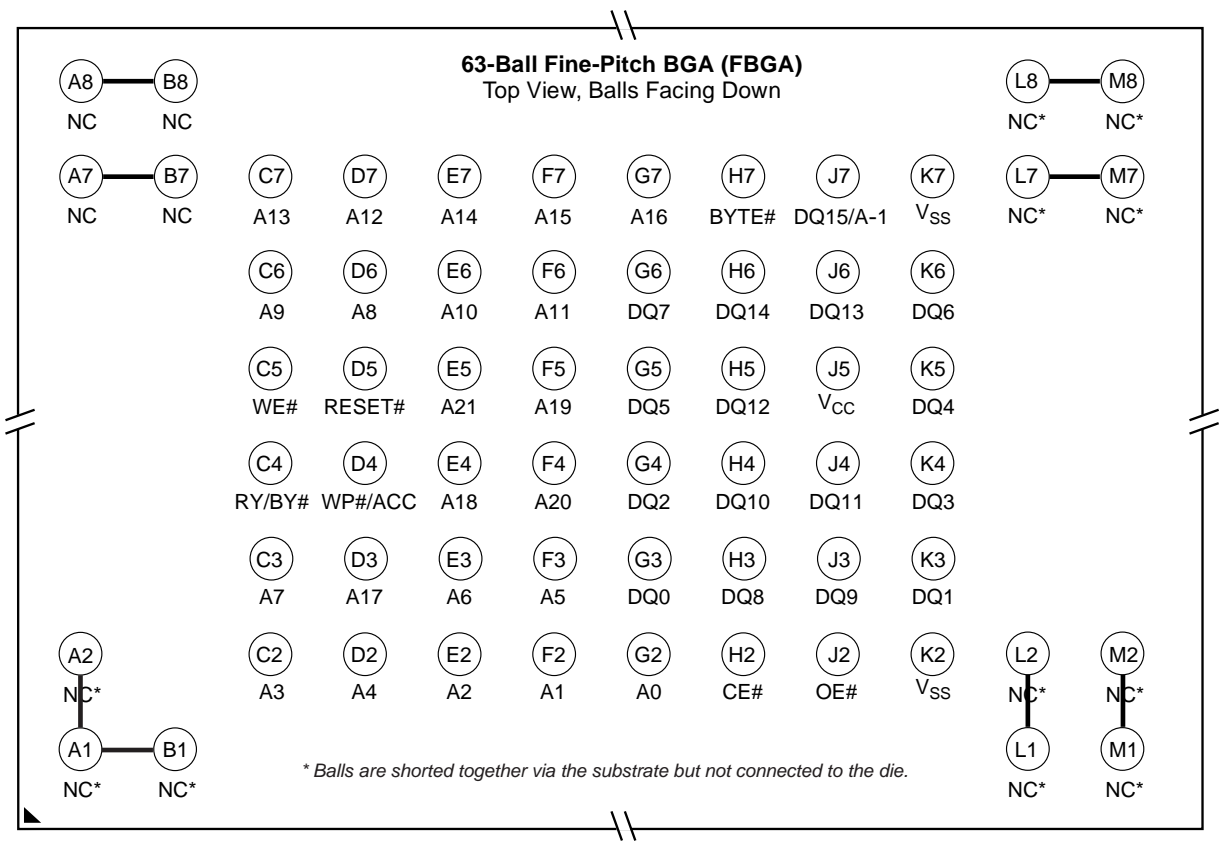 63-Ball Fine-Pitch BGA (FBGA)
Top View, Balls Facing Down
A8 B8 L8 M8
NC NC NC* NC*
A7 B7 C7 D7 E7 F7 G7 H7 J7 K7 L7 M7
NC NC A13 A12 A14 A15 A16 BYTE# DQ15/A-1 VSS NC* NC*
C6 D6 E6 F6 G6 H6 J6 K6
A9 A8 A10 A11 DQ7 DQ14 DQ13 DQ6
C5 D5 E5 F5 G5 H5 J5 K5
WE# RESET# A21 A19 DQ5 DQ12 VCC DQ4
C4 D4 E4 F4 G4 H4 J4 K4
RY/BY# WP#/ACC A18 A20 DQ2 DQ10 DQ11 DQ3
C3 D3 E3 F3 G3 H3 J3 K3
A7 A17 A6 A5 DQ0 DQ8 DQ9 DQ1
A2 C2 D2 E2 F2 G2 H2 J2 K2 L2 M2
NC* A3 A4 A2 A1 A0 CE# OE# VSS NC* NC*
A1 B1 L1 M1
NC* NC* NC* NC*
* Balls are shorted together via the substrate but not connected to the die.